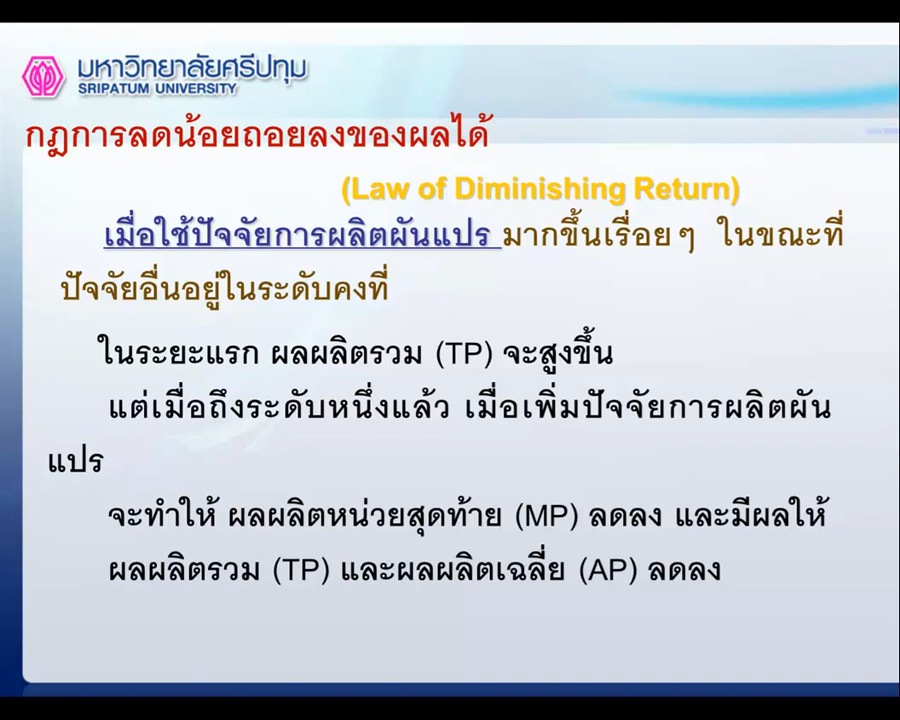 มหาวิทยาลัยศรีปทุม
SRIPATUM UNIVERSITY
กฎการลดน้อยถอยลงของผลได้
(Law of Diminishing Return)
เมื่อใช้ปัจจัยการผลิตผันแปร มากขึ้นเรื่อยๆ ในขณะที่
ปัจจัยอื่นอยู่ในระดับคงที่
ในระยะแรก ผลผลิตรวม (TP) จะสูงขึ้น
แต่เมื่อถึงระดับหนึ่งแล้ว เมื่อเพิ่มปัจจัยการผลิตผัน
แปร
จะทำให้ ผลผลิตหน่วยสุดท้าย (MP) ลดลง และมีผลให้
ผลผลิตรวม (TP) และผลผลิตเฉลี่ย (AP) ลดลง